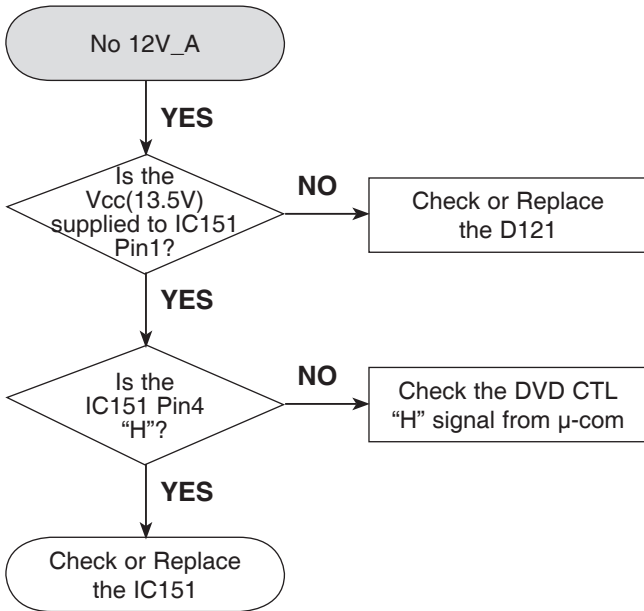 No 12V_A
YES
Is the
Vcc(13.5V)
supplied to IC151
Pin1?
NO
Check or Replace
the D121
YES
Is the
IC151 Pin4
“H”?
NO
Check the DVD CTL
“H” signal from µ-com
YES
Check or Replace
the IC151